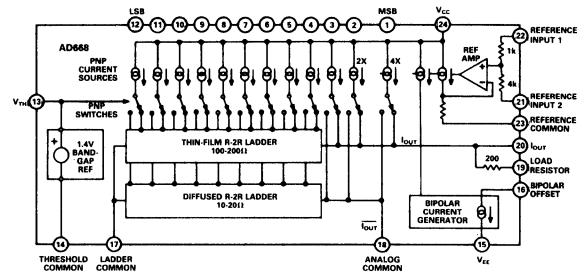 LSB
MSB
VCC
12 11 10 9 8 7 6 5 4 3 2 1 24
AD668
REF
AMP
1k
4k
22 REFERENCE
INPUT 1
21 REFERENCE
INPUT 2
23 REFERENCE
COMMON
PNP
CURRENT
SOURCES
2X
4X
VTH 13
PNP
SWITCHES
+
1.4V
BAND-
GAP
REF
THIN-FILM R-2R LADDER
100-200Ω
IOUT
20 IOUT
200
19 LOAD
RESISTOR
16 BIPOLAR
OFFSET
DIFFUSED R-2R LADDER
10-20Ω
IOUT
BIPOLAR
CURRENT
GENERATOR
14
THRESHOLD
COMMON
17
LADDER
COMMON
18
ANALOG
COMMON
15
VEE